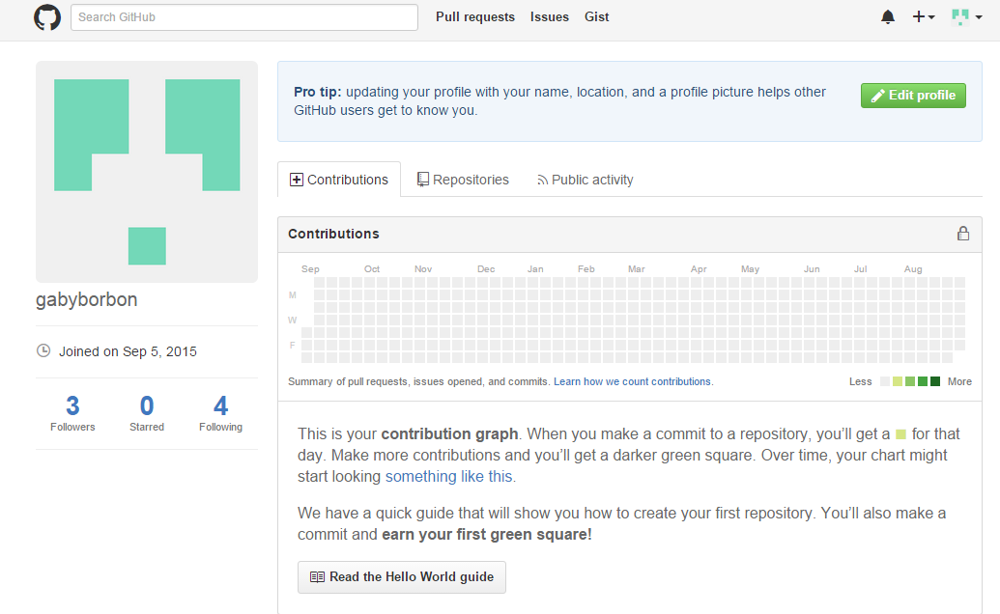 Search GitHub
Pull requests Issues Gist
Pro tip: updating your profile with your name, location, and a profile picture helps other
GitHub users get to know you.
Edit profile
gabyborbon
Joined on Sep 5, 2015
3 0 4
Followers Starred Following
Contributions Repositories Public activity
Contributions
Sep Oct Nov Dec Jan Feb Mar Apr May Jun Jul Aug
M
W
F
Summary of pull requests, issues opened, and commits. Learn how we count contributions.
Less More
This is your contribution graph. When you make a commit to a repository, you'll get a for that
day. Make more contributions and you'll get a darker green square. Over time, your chart might
start looking something like this.
We have a quick guide that will show you how to create your first repository. You'll also make a
commit and earn your first green square!
Read the Hello World guide